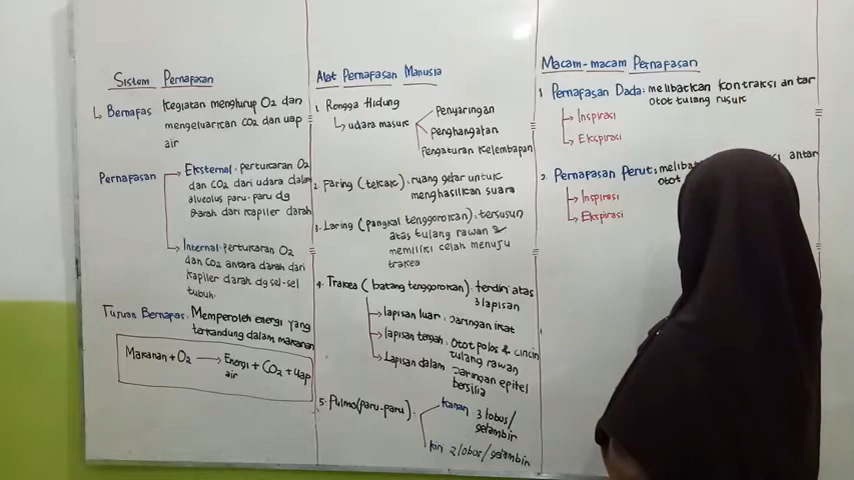 Sistem Pernafasan
↳ Bernafas Kegiatan menghirup O2 dan
mengeluarkan CO2 dan uap
air
Pernafasan
→ Eksternal: pertukaran O2
dan CO2 dari udara dalam
alueolus paru-paru dg
darah dari kapiler darah
→ Internal: pertukaran O2
dan CO2 antara darah dari
kapiler darah dg sel-sel
tubuh.
Tujuan Bernafas: Memperoleh energi yang
terkandung dalam makanan
Makanan + O2 → Energi + CO2 + uap
air
Alat Pernafasan Manusia
1. Rongga Hidung
↳ udara masuk
Penyaringan
Penghangatan
Pengaturan Kelembapan
2. Faring (tekak): ruang getar untuk
menghasilkan suara
3. Laring (pangkal tenggorokan): tersusun
atas tulang rawan &
memiliki celah menuju
trakea
4. Trakea (batang tenggorokan): terdiri atas
3 lapisan
→ lapisan luar: Jaringan ikat
→ lapisan tengah: Otot polos & cincin
tulang rawan
→ Lapisan dalam Jaringan epitel
bersilia
5. Pulmo (paru-paru):
kanan 3 lobus/
gelambir
kiri 2 lobus/gelambir
Macam-macam Pernafasan
1 Pernafasan Dada: melibatkan kontraksi antar
otot tulang rusuk
→ Inspirasi
→ Ekspirasi
2. Pernafasan Perut: antar
otot
→ Inspirasi
→ Ekspirasi